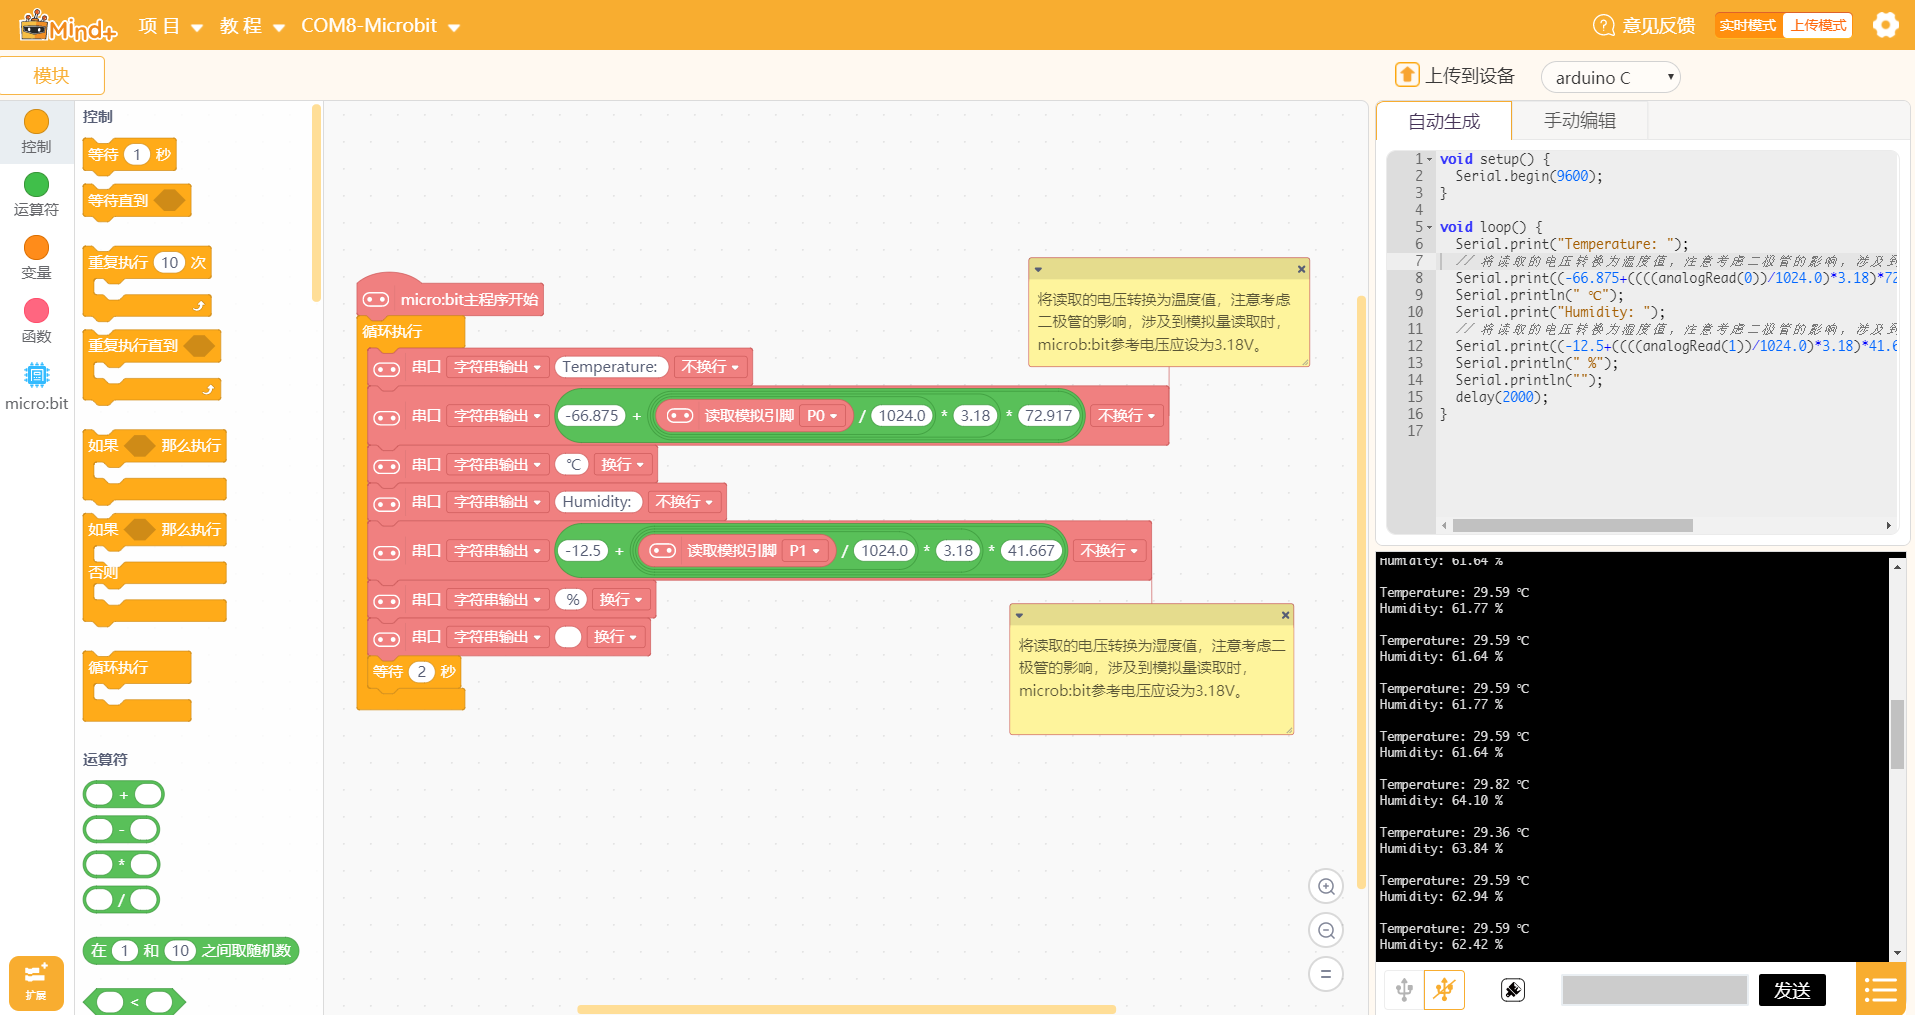 Mind+
项目
教程
COM8-Microbit
意见反馈
实时模式
上传模式
模块
上传到设备
arduino C
控制
运算符
变量
函数
micro:bit
扩展
控制
等待 1 秒
等待直到
重复执行 10 次
重复执行直到
如果 那么执行
如果 那么执行
否则
循环执行
运算符
+
-
*
/
在 1 和 10 之间取随机数
<
micro:bit主程序开始
循环执行
串口 字符串输出 Temperature: 不换行
串口 字符串输出 -66.875 + 读取模拟引脚 P0 / 1024.0 * 3.18 * 72.917 不换行
串口 字符串输出 ℃ 换行
串口 字符串输出 Humidity: 不换行
串口 字符串输出 -12.5 + 读取模拟引脚 P1 / 1024.0 * 3.18 * 41.667 不换行
串口 字符串输出 % 换行
串口 字符串输出 换行
等待 2 秒
将读取的电压转换为温度值，注意考虑
二极管的影响，涉及到模拟量读取时，
microb:bit参考电压应设为3.18V。
将读取的电压转换为湿度值，注意考虑二
极管的影响，涉及到模拟量读取时，
microb:bit参考电压应设为3.18V。
自动生成
手动编辑
1 void setup() {
2 Serial.begin(9600);
3 }
4
5 void loop() {
6 Serial.print("Temperature: ");
7 // 将读取的电压转换为温度值，注意考虑二极管的影响，涉及到
8 Serial.print((-66.875+((((analogRead(0))/1024.0)*3.18)*72
9 Serial.println(" ℃");
10 Serial.print("Humidity: ");
11 // 将读取的电压转换为湿度值，注意考虑二极管的影响，涉及到
12 Serial.print((-12.5+((((analogRead(1))/1024.0)*3.18)*41.6
13 Serial.println(" %");
14 Serial.println("");
15 delay(2000);
16 }
17
Humidity: 61.64 %
Temperature: 29.59 ℃
Humidity: 61.77 %
Temperature: 29.59 ℃
Humidity: 61.64 %
Temperature: 29.59 ℃
Humidity: 61.77 %
Temperature: 29.59 ℃
Humidity: 61.64 %
Temperature: 29.82 ℃
Humidity: 64.10 %
Temperature: 29.36 ℃
Humidity: 63.84 %
Temperature: 29.59 ℃
Humidity: 62.94 %
Temperature: 29.59 ℃
Humidity: 62.42 %
发送